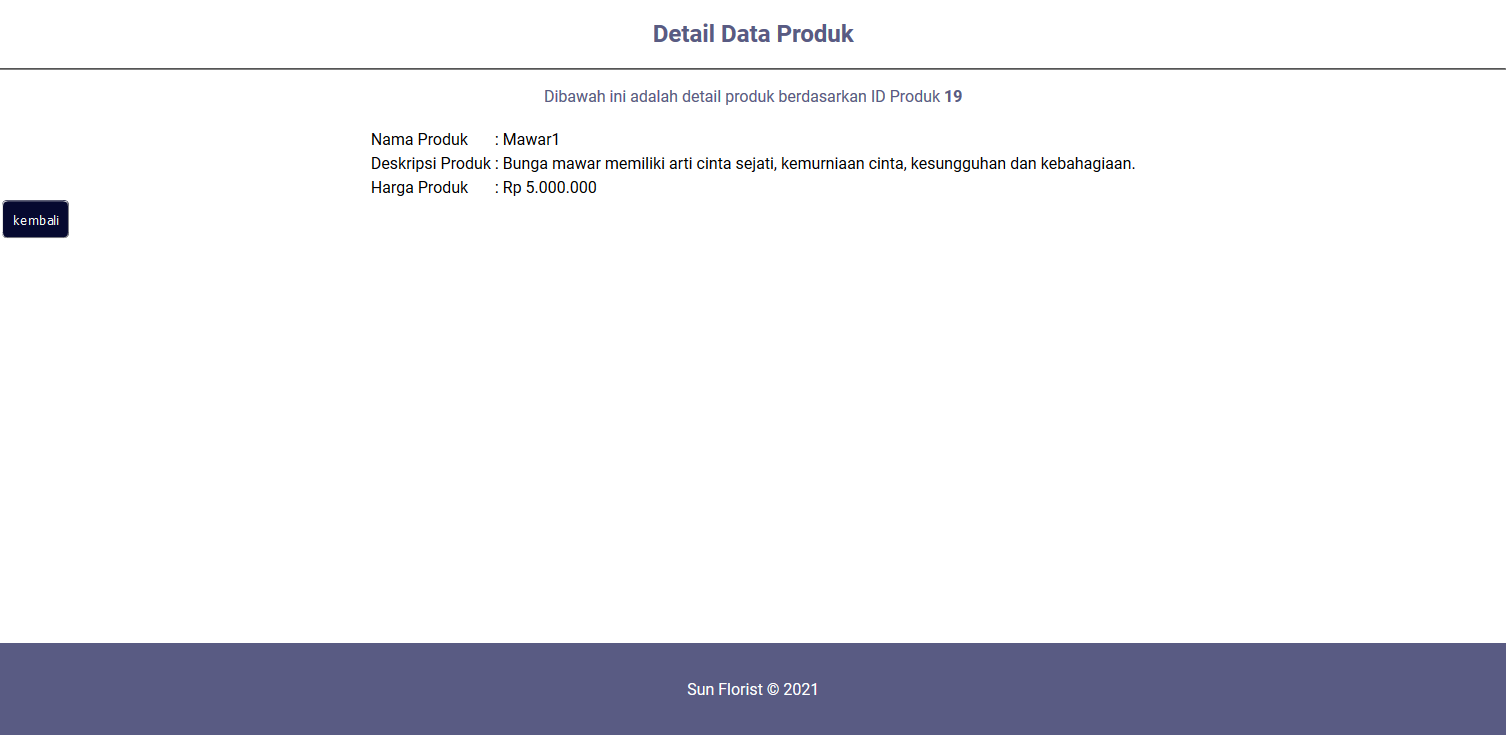 Detail Data Produk
Dibawah ini adalah detail produk berdasarkan ID Produk 19
Nama Produk : Mawar1
Deskripsi Produk : Bunga mawar memiliki arti cinta sejati, kemurniaan cinta, kesungguhan dan kebahagiaan.
Harga Produk : Rp 5.000.000
kembali
Sun Florist © 2021